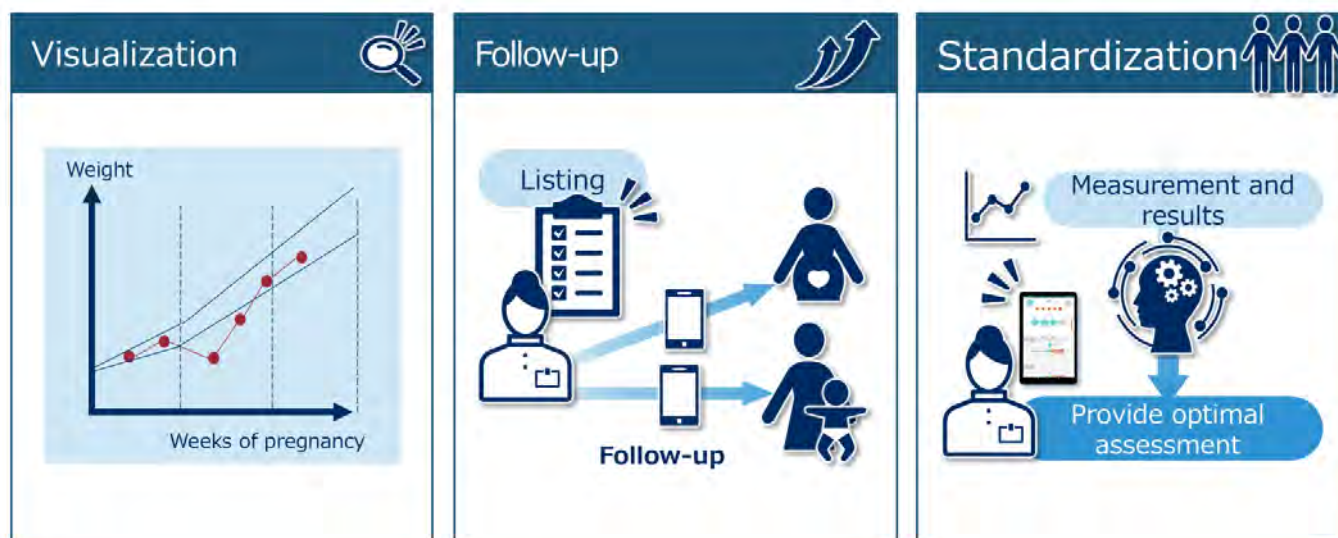 Visualization
Weight
Weeks of pregnancy
Follow-up
Listing
Follow-up
Standardization
Measurement and
results
Provide optimal
assessment